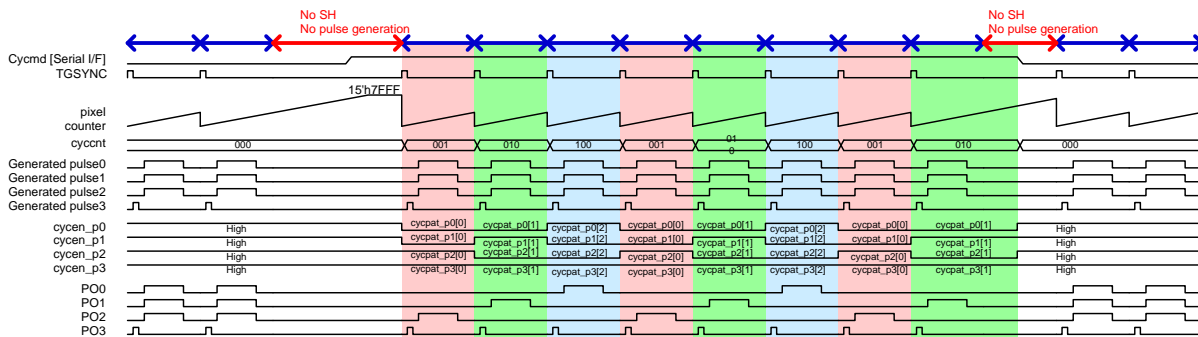 No SH
No pulse generation
No SH
No pulse generation
Cycmd [Serial I/F]
TGSYNC
15'h7FFF
pixel
counter
cyccnt 000 001 010 100 001 01 0 100 001 010 000
Generated pulse0
Generated pulse1
Generated pulse2
Generated pulse3
cycen_p0 High cycpat_p0[0] cycpat_p0[1] cycpat_p0[2] cycpat_p0[0] cycpat_p0[1] cycpat_p0[2] cycpat_p0[0] cycpat_p0[1] High
cycen_p1 High cycpat_p1[0] cycpat_p1[1] cycpat_p1[2] cycpat_p1[0] cycpat_p1[1] cycpat_p1[2] cycpat_p1[0] cycpat_p1[1] High
cycen_p2 High cycpat_p2[0] cycpat_p2[1] cycpat_p2[2] cycpat_p2[0] cycpat_p2[1] cycpat_p2[2] cycpat_p2[0] cycpat_p2[1] High
cycen_p3 High cycpat_p3[0] cycpat_p3[1] cycpat_p3[2] cycpat_p3[0] cycpat_p3[1] cycpat_p3[2] cycpat_p3[0] cycpat_p3[1] High
PO0
PO1
PO2
PO3